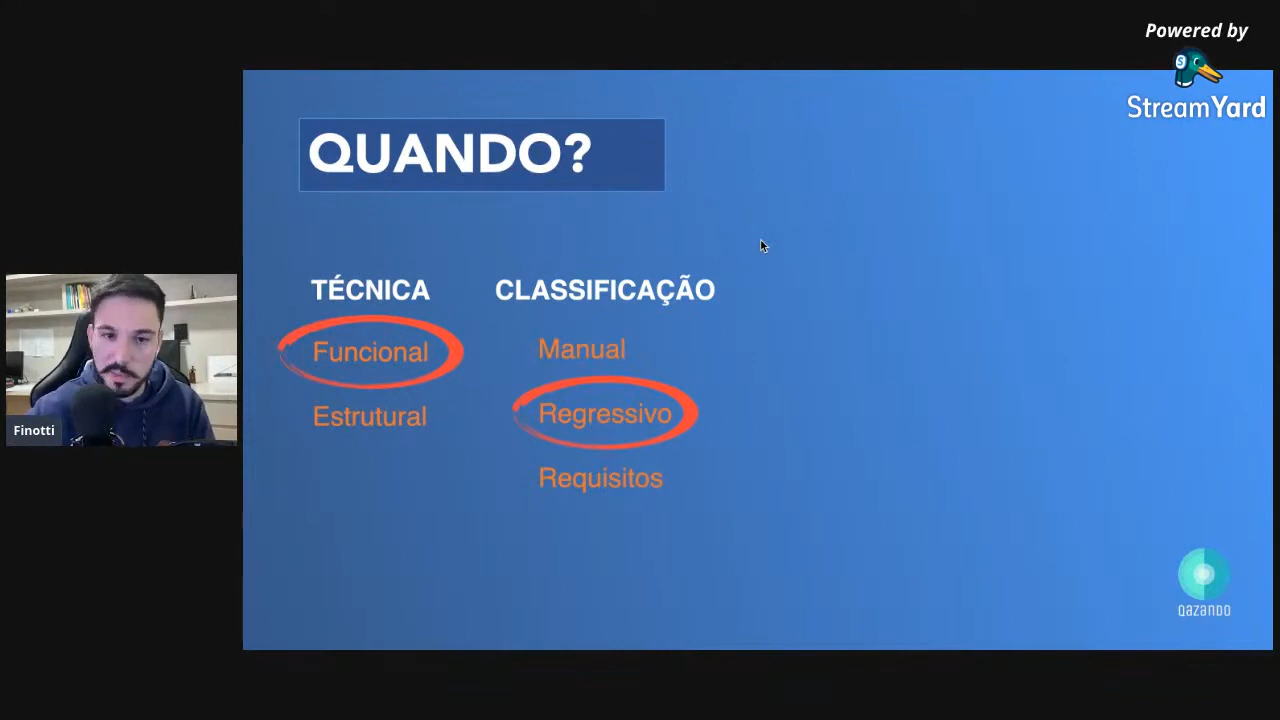 Powered by
StreamYard
QUANDO?
TÉCNICA
CLASSIFICAÇÃO
Funcional
Manual
Estrutural
Regressivo
Requisitos
Finotti
QAZANDO